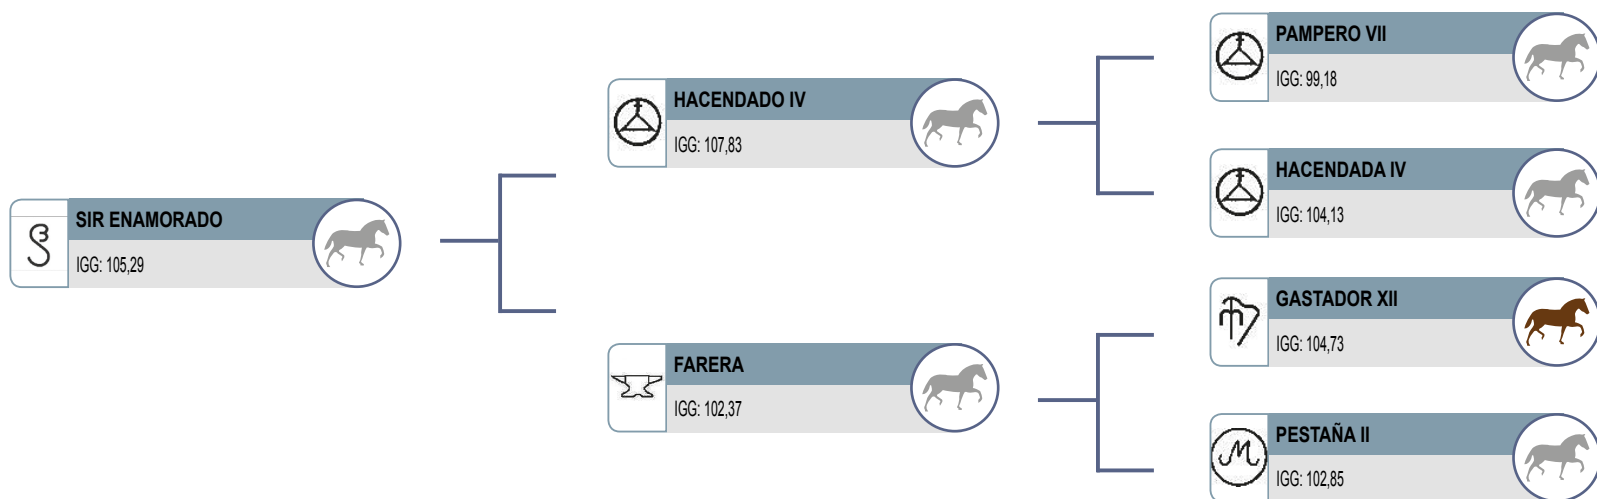 SIR ENAMORADO
IGG: 105,29
HACENDADO IV
IGG: 107,83
FARERA
IGG: 102,37
PAMPERO VII
IGG: 99,18
HACENDADA IV
IGG: 104,13
GASTADOR XII
IGG: 104,73
PESTAÑA II
IGG: 102,85